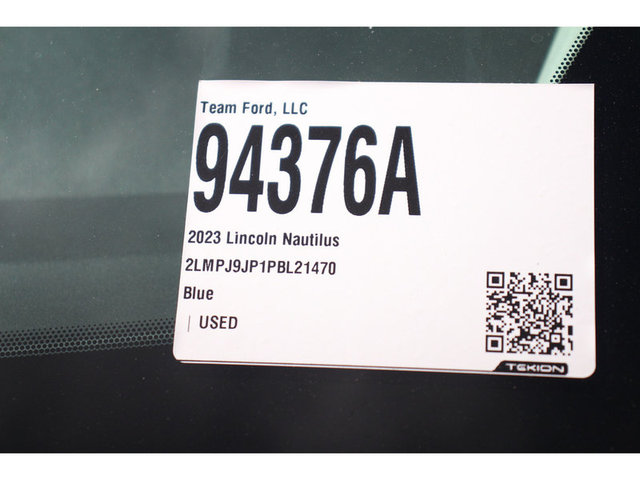 Team Ford, LLC
94376A
2023 Lincoln Nautilus
2LMPJ9JP1PBL21470
Blue
| USED
TEKION